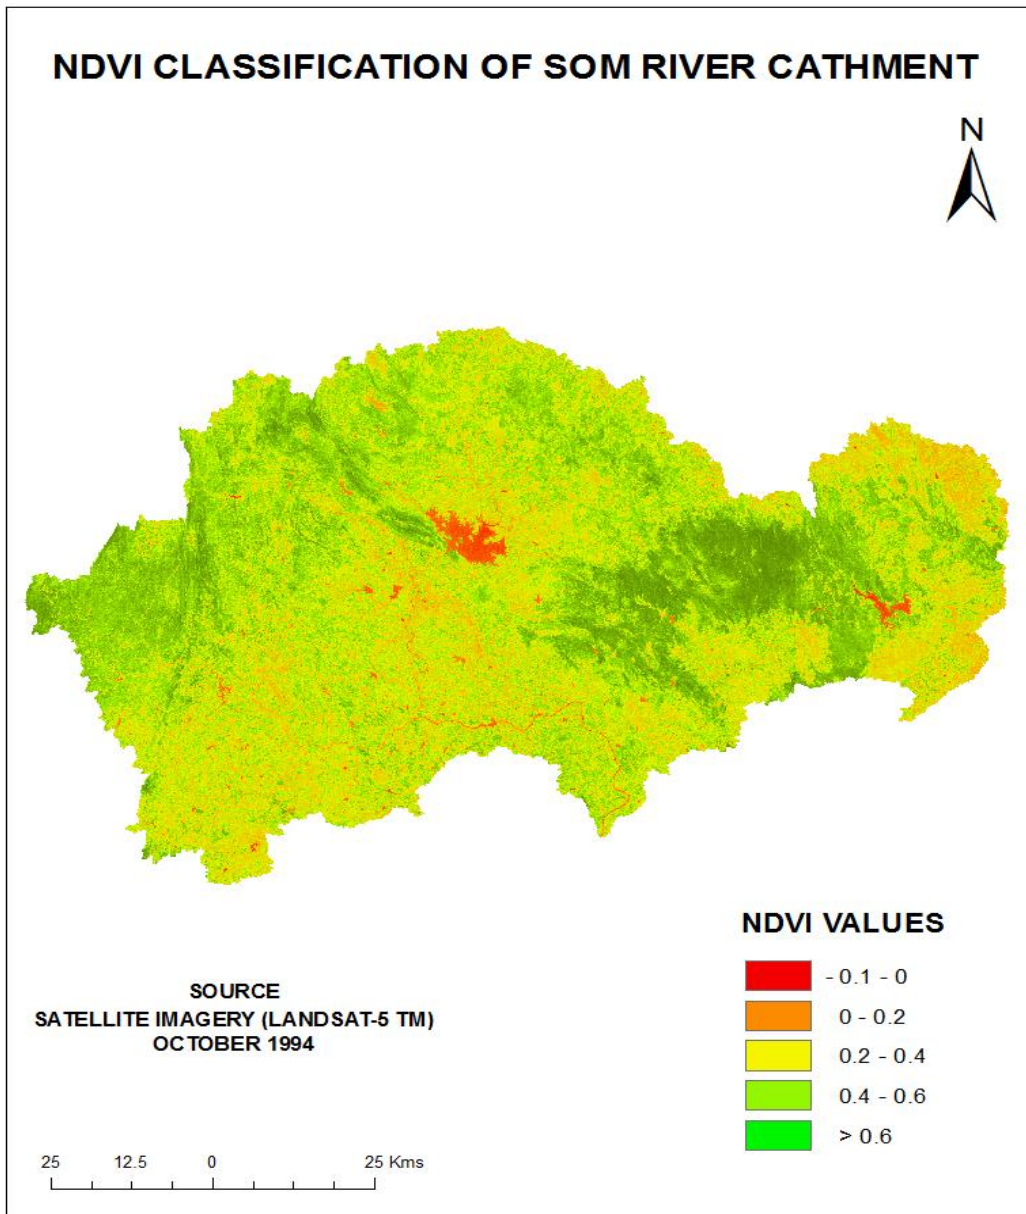 NDVI CLASSIFICATION OF SOM RIVER CATHMENT
N
NDVI VALUES
- 0.1 - 0
0 - 0.2
0.2 - 0.4
0.4 - 0.6
> 0.6
SOURCE
SATELLITE IMAGERY (LANDSAT-5 TM)
OCTOBER 1994
25 12.5 0 25 Kms